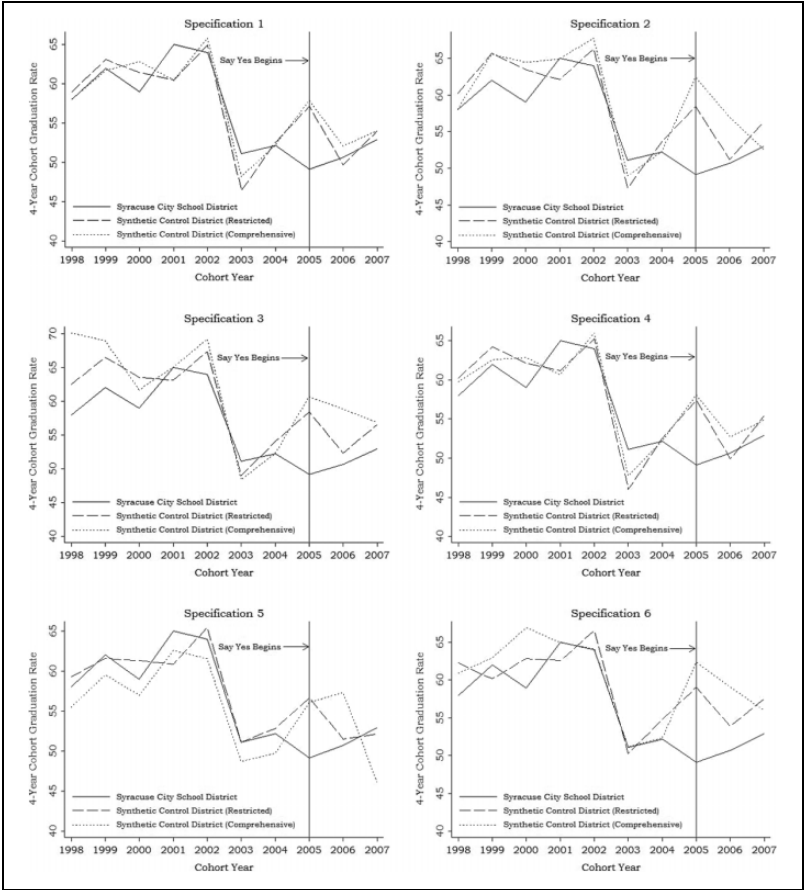 Specification 1
4-Year Cohort Graduation Rate
65
60
55
50
45
40
Say Yes Begins
Syracuse City School District
Synthetic Control District (Restricted)
Synthetic Control District (Comprehensive)
1998 1999 2000 2001 2002 2003 2004 2005 2006 2007
Cohort Year
Specification 2
4-Year Cohort Graduation Rate
65
60
55
50
45
40
Say Yes Begins
Syracuse City School District
Synthetic Control District (Restricted)
Synthetic Control District (Comprehensive)
1998 1999 2000 2001 2002 2003 2004 2005 2006 2007
Cohort Year
Specification 3
4-Year Cohort Graduation Rate
70
65
60
55
50
45
40
Say Yes Begins
Syracuse City School District
Synthetic Control District (Restricted)
Synthetic Control District (Comprehensive)
1998 1999 2000 2001 2002 2003 2004 2005 2006 2007
Cohort Year
Specification 4
4-Year Cohort Graduation Rate
65
60
55
50
45
40
Say Yes Begins
Syracuse City School District
Synthetic Control District (Restricted)
Synthetic Control District (Comprehensive)
1998 1999 2000 2001 2002 2003 2004 2005 2006 2007
Cohort Year
Specification 5
4-Year Cohort Graduation Rate
65
60
55
50
45
40
Say Yes Begins
Syracuse City School District
Synthetic Control District (Restricted)
Synthetic Control District (Comprehensive)
1998 1999 2000 2001 2002 2003 2004 2005 2006 2007
Cohort Year
Specification 6
4-Year Cohort Graduation Rate
65
60
55
50
45
40
Say Yes Begins
Syracuse City School District
Synthetic Control District (Restricted)
Synthetic Control District (Comprehensive)
1998 1999 2000 2001 2002 2003 2004 2005 2006 2007
Cohort Year